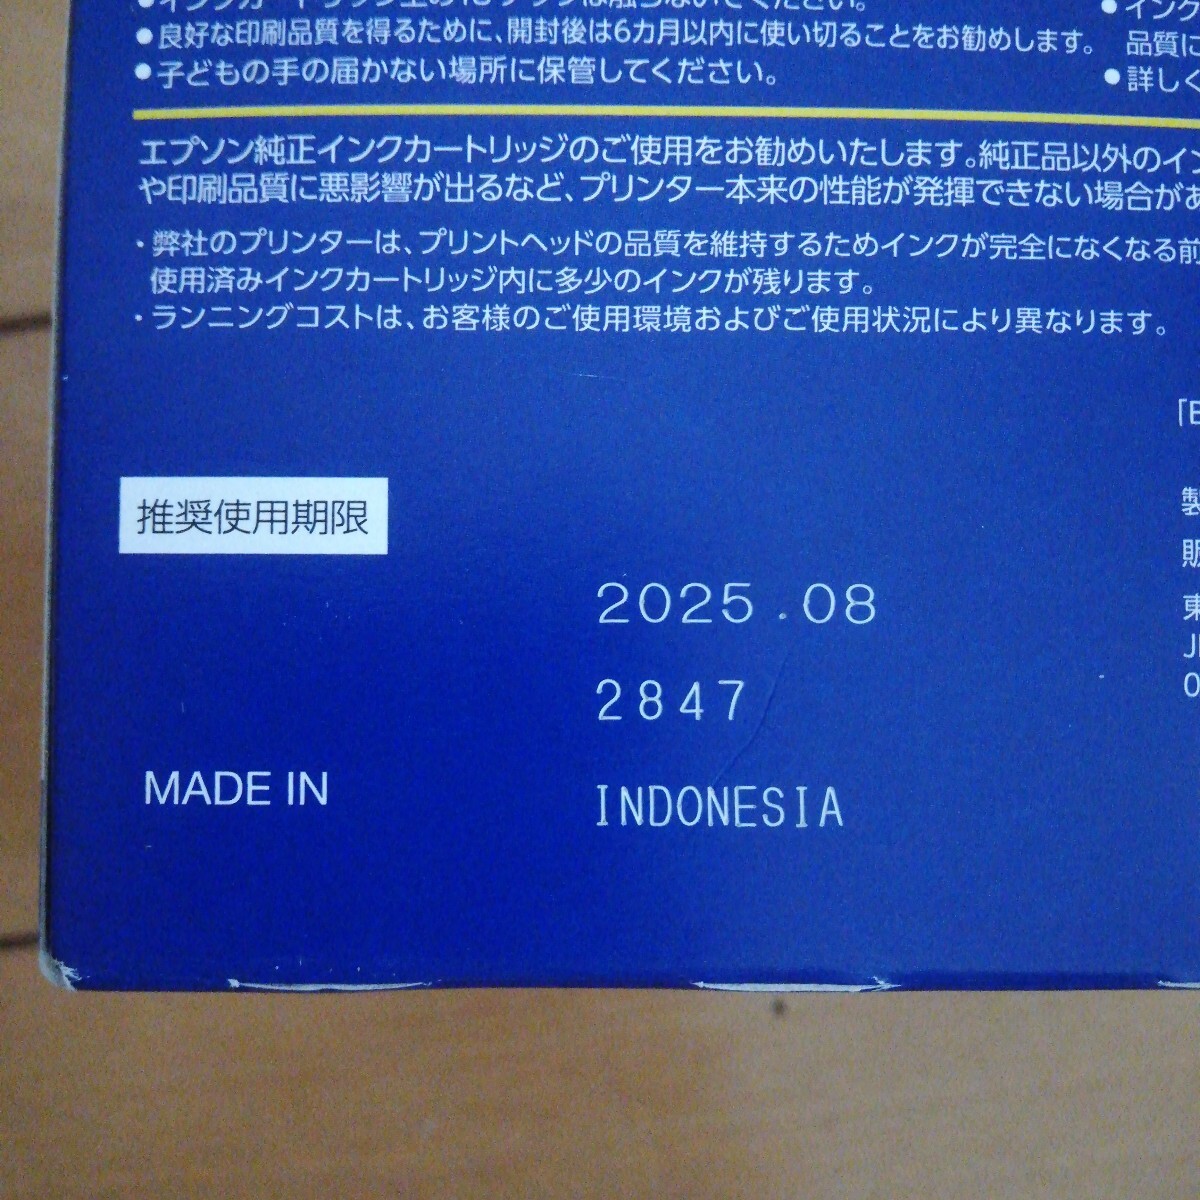 ●良好な印刷品質を得るために、開封後は6カ月以内に使い切ることをお勧めします。
●子どもの手の届かない場所に保管してください。
●インク
品質に
●詳しく
エプソン純正インクカートリッジのご使用をお勧めいたします。純正品以外のイン
や印刷品質に悪影響が出るなど、プリンター本来の性能が発揮できない場合があ
・弊社のプリンターは、プリントヘッドの品質を維持するためインクが完全になくなる前
使用済みインクカートリッジ内に多少のインクが残ります。
・ランニングコストは、お客様のご使用環境およびご使用状況により異なります。
「E
製
販
東
推奨使用期限
2025.08
2847
MADE IN INDONESIA